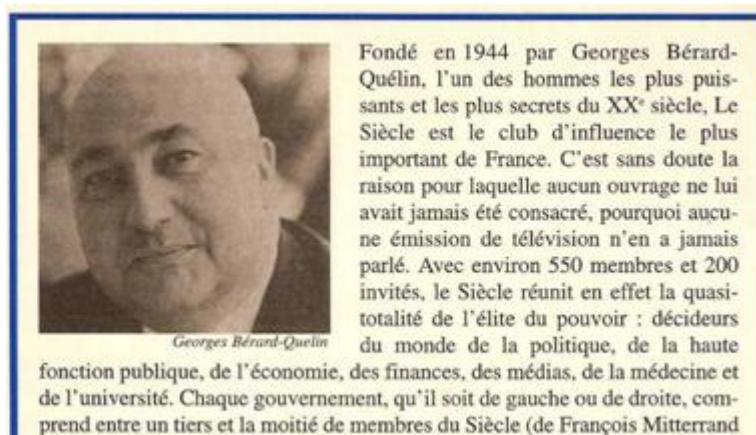 Fondé en 1944 par Georges Bérard-
Quélin, l'un des hommes les plus puis-
sants et les plus secrets du XXᵉ siècle, Le
Siècle est le club d'influence le plus
important de France. C'est sans doute la
raison pour laquelle aucun ouvrage ne lui
avait jamais été consacré, pourquoi aucu-
ne émission de télévision n'en a jamais
parlé. Avec environ 550 membres et 200
invités, le Siècle réunit en effet la quasi-
totalité de l'élite du pouvoir : décideurs
Georges Bérard-Quelin
du monde de la politique, de la haute
fonction publique, de l'économie, des finances, des médias, de la médecine et
de l'université. Chaque gouvernement, qu'il soit de gauche ou de droite, com-
prend entre un tiers et la moitié de membres du Siècle (de François Mitterrand